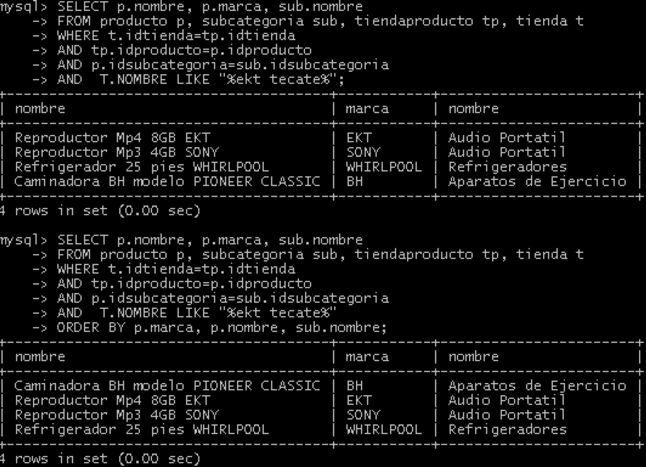 mysql> SELECT p.nombre, p.marca, sub.nombre
    -> FROM producto p, subcategoria sub, tiendaproducto tp, tienda t
    -> WHERE t.idtienda=tp.idtienda
    -> AND tp.idproducto=p.idproducto
    -> AND p.idsubcategoria=sub.idsubcategoria
    -> AND  T.NOMBRE LIKE "%ekt tecate%";
| nombre                              | marca     | nombre                |
| Reproductor Mp4 8GB EKT             | EKT       | Audio Portatil        |
| Reproductor Mp3 4GB SONY            | SONY      | Audio Portatil        |
| Refrigerador 25 pies WHIRLPOOL      | WHIRLPOOL | Refrigeradores        |
| Caminadora BH modelo PIONEER CLASSIC | BH        | Aparatos de Ejercicio |
4 rows in set (0.00 sec)
mysql> SELECT p.nombre, p.marca, sub.nombre
    -> FROM producto p, subcategoria sub, tiendaproducto tp, tienda t
    -> WHERE t.idtienda=tp.idtienda
    -> AND tp.idproducto=p.idproducto
    -> AND p.idsubcategoria=sub.idsubcategoria
    -> AND  T.NOMBRE LIKE "%ekt tecate%"
    -> ORDER BY p.marca, p.nombre, sub.nombre;
| nombre                              | marca     | nombre                |
| Caminadora BH modelo PIONEER CLASSIC | BH        | Aparatos de Ejercicio |
| Reproductor Mp4 8GB EKT             | EKT       | Audio Portatil        |
| Reproductor Mp3 4GB SONY            | SONY      | Audio Portatil        |
| Refrigerador 25 pies WHIRLPOOL      | WHIRLPOOL | Refrigeradores        |
4 rows in set (0.00 sec)